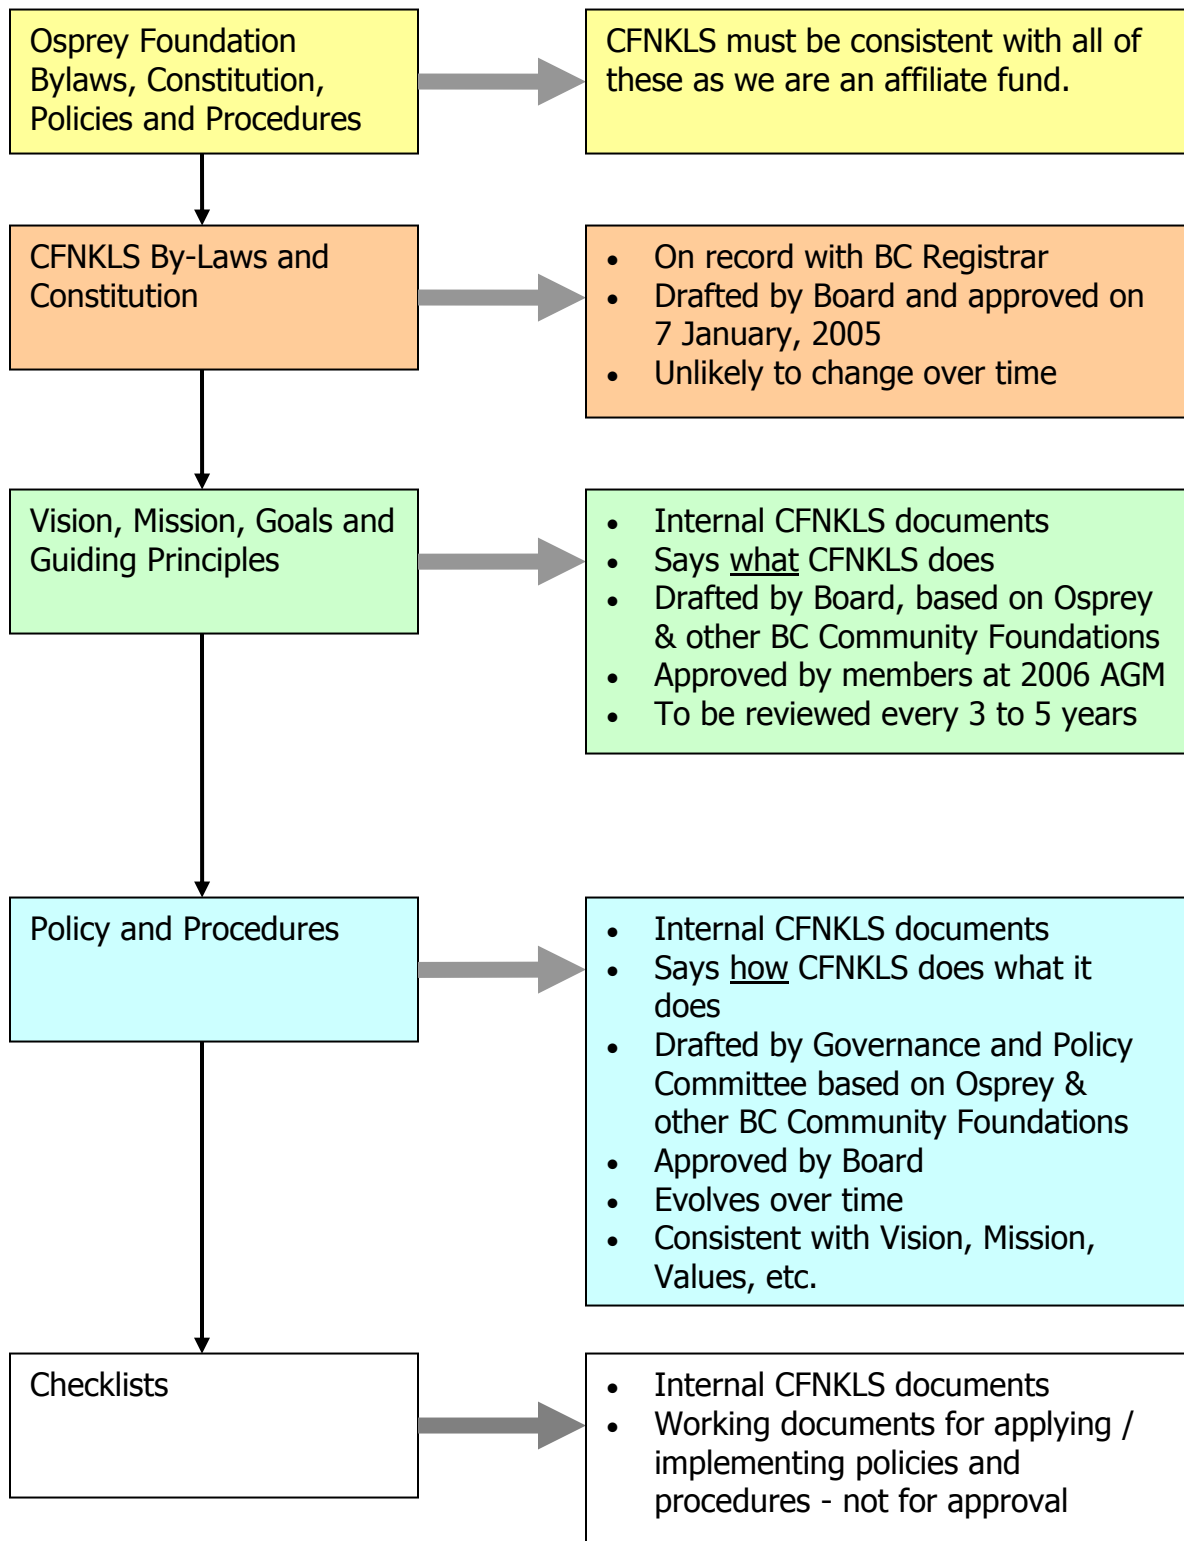 Osprey Foundation
Bylaws, Constitution,
Policies and Procedures
CFNKLS must be consistent with all of
these as we are an affiliate fund.
CFNKLS By-Laws and
Constitution
• On record with BC Registrar
• Drafted by Board and approved on
7 January, 2005
• Unlikely to change over time
Vision, Mission, Goals and
Guiding Principles
• Internal CFNKLS documents
• Says what CFNKLS does
• Drafted by Board, based on Osprey
& other BC Community Foundations
• Approved by members at 2006 AGM
• To be reviewed every 3 to 5 years
Policy and Procedures
• Internal CFNKLS documents
• Says how CFNKLS does what it
does
• Drafted by Governance and Policy
Committee based on Osprey &
other BC Community Foundations
• Approved by Board
• Evolves over time
• Consistent with Vision, Mission,
Values, etc.
Checklists
• Internal CFNKLS documents
• Working documents for applying /
implementing policies and
procedures - not for approval